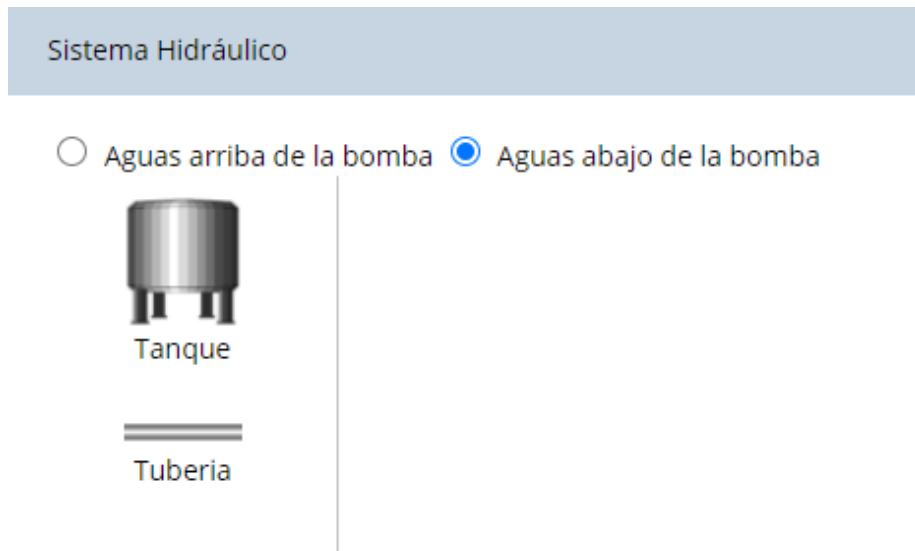 Sistema Hidráulico
Aguas arriba de la bomba Aguas abajo de la bomba
Tanque
Tuberia